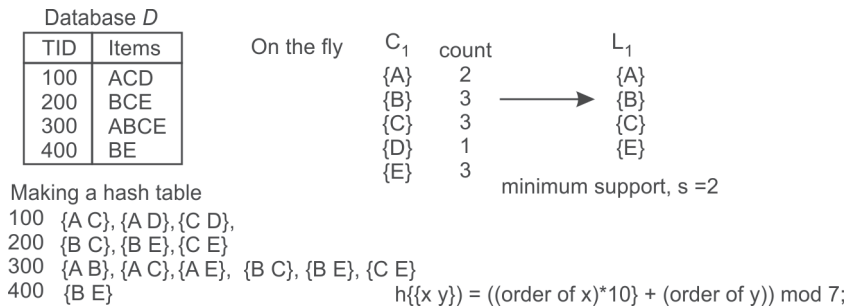 Database D
TID Items
100 ACD
200 BCE
300 ABCE
400 BE
On the fly C₁ count L₁
{A} 2 {A}
{B} 3 {B}
{C} 3 {C}
{D} 1 {E}
{E} 3
minimum support, s =2
Making a hash table
100 {A C}, {A D}, {C D},
200 {B C}, {B E}, {C E}
300 {A B}, {A C}, {A E}, {B C}, {B E}, {C E}
400 {B E}
h{{x y}) = ((order of x)*10} + (order of y)) mod 7;